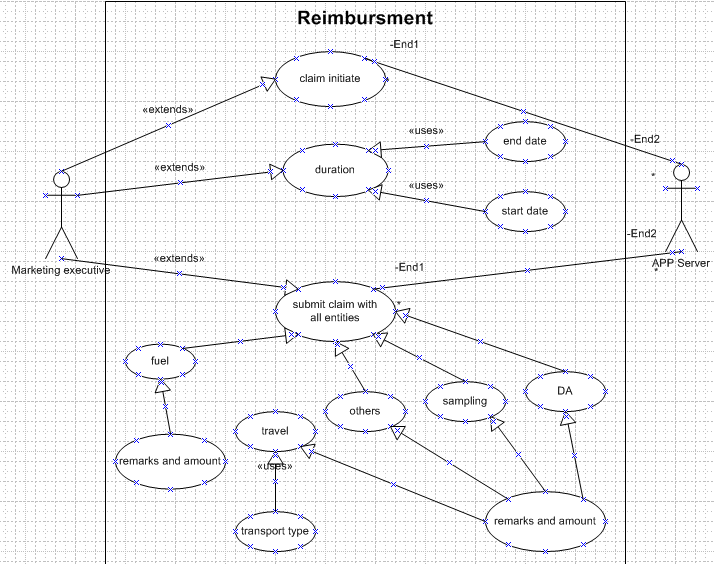 Reimbursment
-End1
claim initiate
«extends»
«uses»
end date
-End2
«extends»
duration
*
«uses»
start date
-End2
«extends»
Marketing executive
-End1
*
APP Server
submit claim with
all entities
*
fuel
DA
sampling
others
travel
remarks and amount
«uses»
remarks and amount
transport type